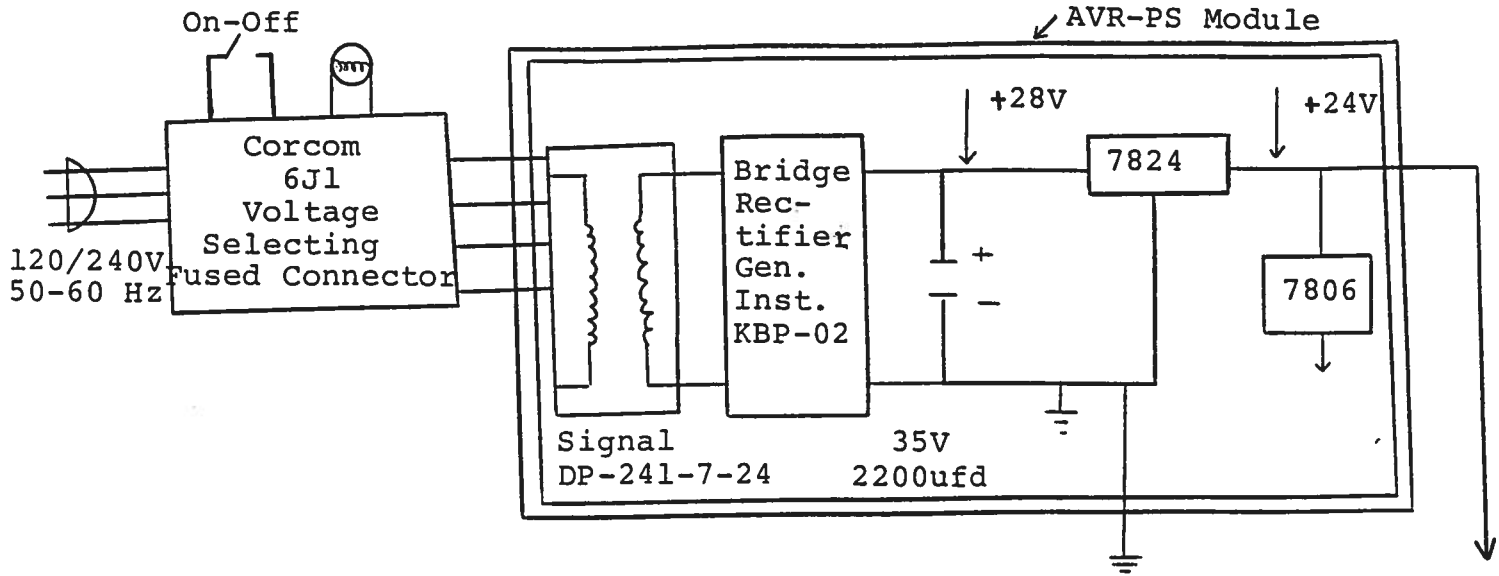 On-Off
AVR-PS Module
Corcom
6Jl
Voltage
Selecting
Fused Connector
120/240V
50-60 Hz
Bridge
Rec-
tifier
Gen.
Inst.
KBP-02
+28V
7824
+24V
+
−
7806
Signal
DP-241-7-24
35V
2200ufd